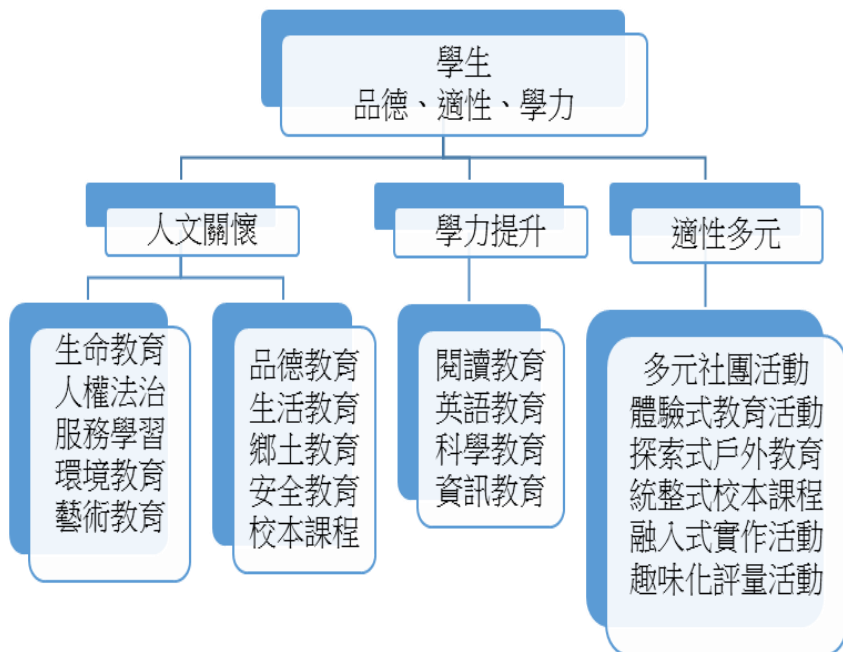 學生
品德、適性、學力
人文關懷
學力提升
適性多元
生命教育
人權法治
服務學習
環境教育
藝術教育
品德教育
生活教育
鄉土教育
安全教育
校本課程
閱讀教育
英語教育
科學教育
資訊教育
多元社團活動
體驗式教育活動
探索式戶外教育
統整式校本課程
融入式實作活動
趣味化評量活動